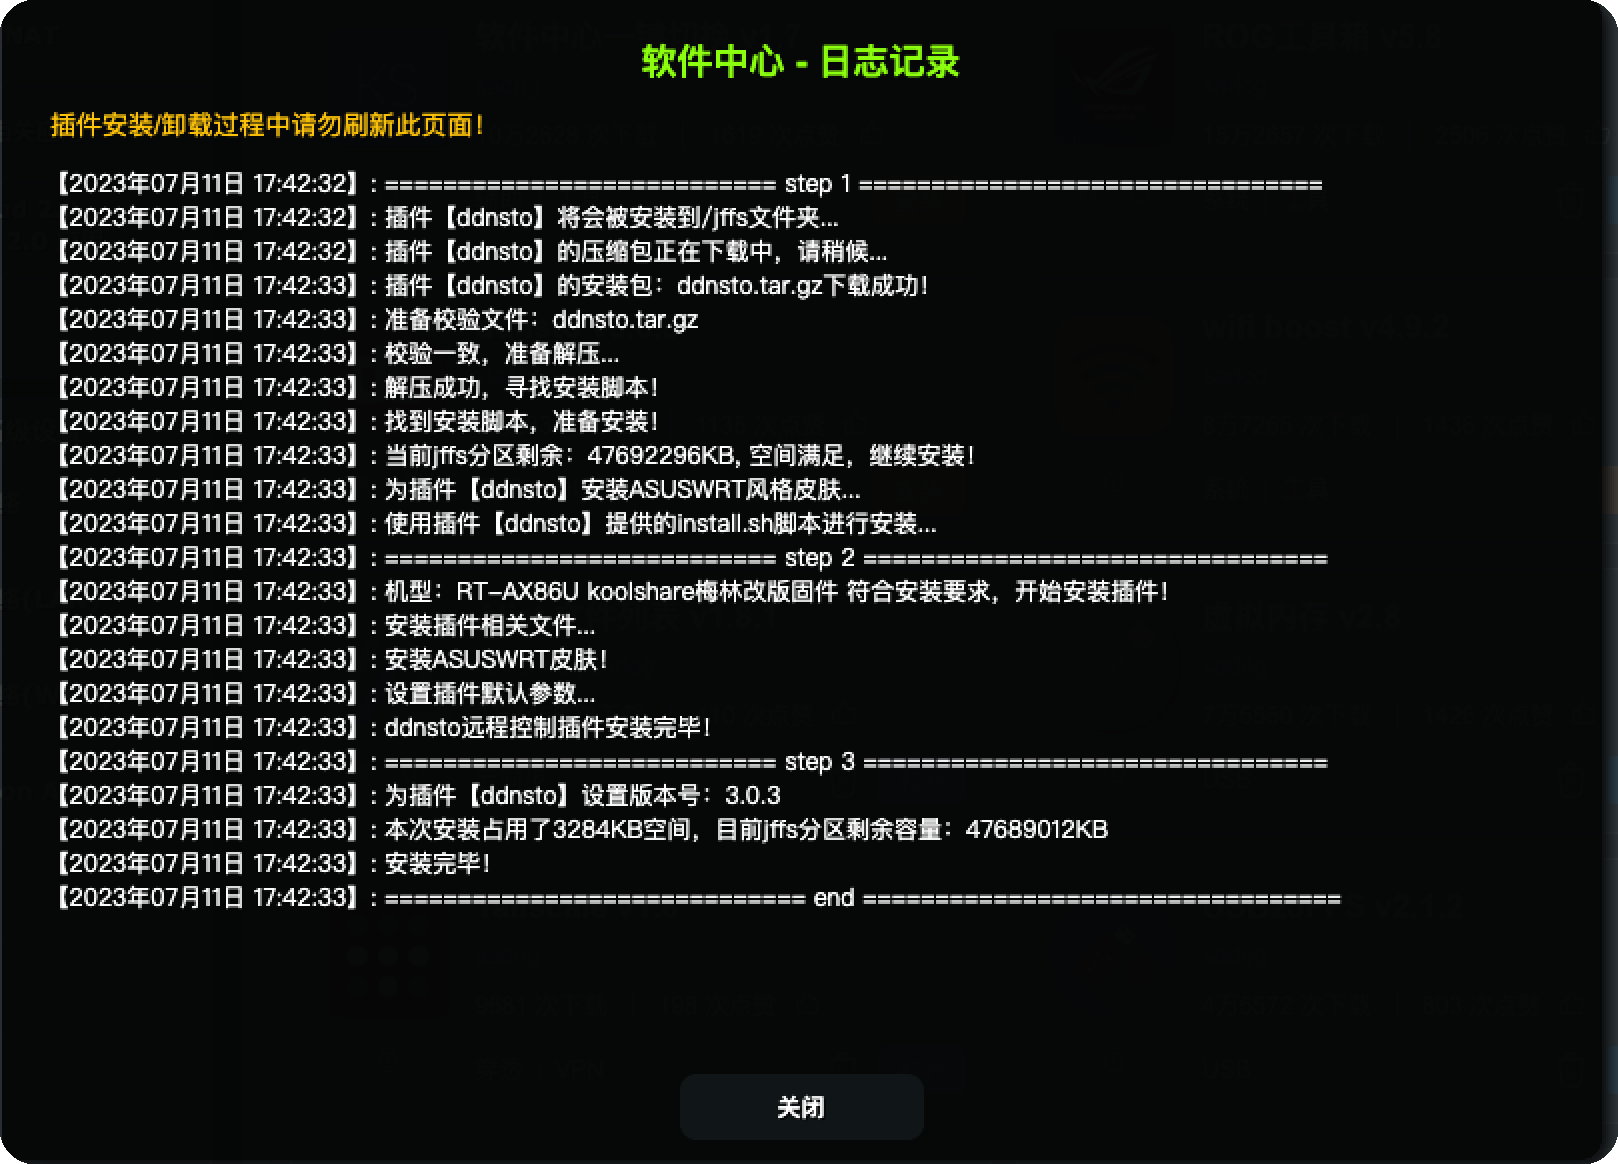 软件中心 - 日志记录
插件安装/卸载过程中请勿刷新此页面！
【2023年07月11日 17:42:32】: =========================== step 1 ================================
【2023年07月11日 17:42:32】: 插件【ddnsto】将会被安装到/jffs文件夹...
【2023年07月11日 17:42:32】: 插件【ddnsto】的压缩包正在下载中，请稍候...
【2023年07月11日 17:42:33】: 插件【ddnsto】的安装包：ddnsto.tar.gz下载成功！
【2023年07月11日 17:42:33】: 准备校验文件：ddnsto.tar.gz
【2023年07月11日 17:42:33】: 校验一致，准备解压...
【2023年07月11日 17:42:33】: 解压成功，寻找安装脚本！
【2023年07月11日 17:42:33】: 找到安装脚本，准备安装！
【2023年07月11日 17:42:33】: 当前jffs分区剩余：47692296KB, 空间满足，继续安装！
【2023年07月11日 17:42:33】: 为插件【ddnsto】安装ASUSWRT风格皮肤...
【2023年07月11日 17:42:33】: 使用插件【ddnsto】提供的install.sh脚本进行安装...
【2023年07月11日 17:42:33】: =========================== step 2 ================================
【2023年07月11日 17:42:33】: 机型：RT-AX86U koolshare梅林改版固件 符合安装要求，开始安装插件！
【2023年07月11日 17:42:33】: 安装插件相关文件...
【2023年07月11日 17:42:33】: 安装ASUSWRT皮肤！
【2023年07月11日 17:42:33】: 设置插件默认参数...
【2023年07月11日 17:42:33】: ddnsto远程控制插件安装完毕！
【2023年07月11日 17:42:33】: =========================== step 3 ================================
【2023年07月11日 17:42:33】: 为插件【ddnsto】设置版本号：3.0.3
【2023年07月11日 17:42:33】: 本次安装占用了3284KB空间，目前jffs分区剩余容量：47689012KB
【2023年07月11日 17:42:33】: 安装完毕！
【2023年07月11日 17:42:33】: ============================= end =================================
关闭